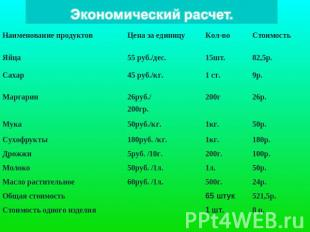 Экономический расчет.
Наименование продуктов Цена за единицу Кол-во Стоимость
Яйца 55 руб./дес. 15шт. 82,5р.
Сахар 45 руб./кг. 1 ст. 9р.
Маргарин 26руб./ 200г 26р.
200гр.
Мука 50руб./кг. 1кг. 50р.
Сухофрукты 180руб. /кг. 1кг. 180р.
Дрожжи 5руб. /10г. 200г. 100р.
Молоко 50руб. /1л. 1л. 50р.
Масло растительное 60руб. /1л. 500г. 24р.
Общая стоимость 65 штук 521,5р.
Стоимость одного изделия 1 шт.
PPt4WEB.ru